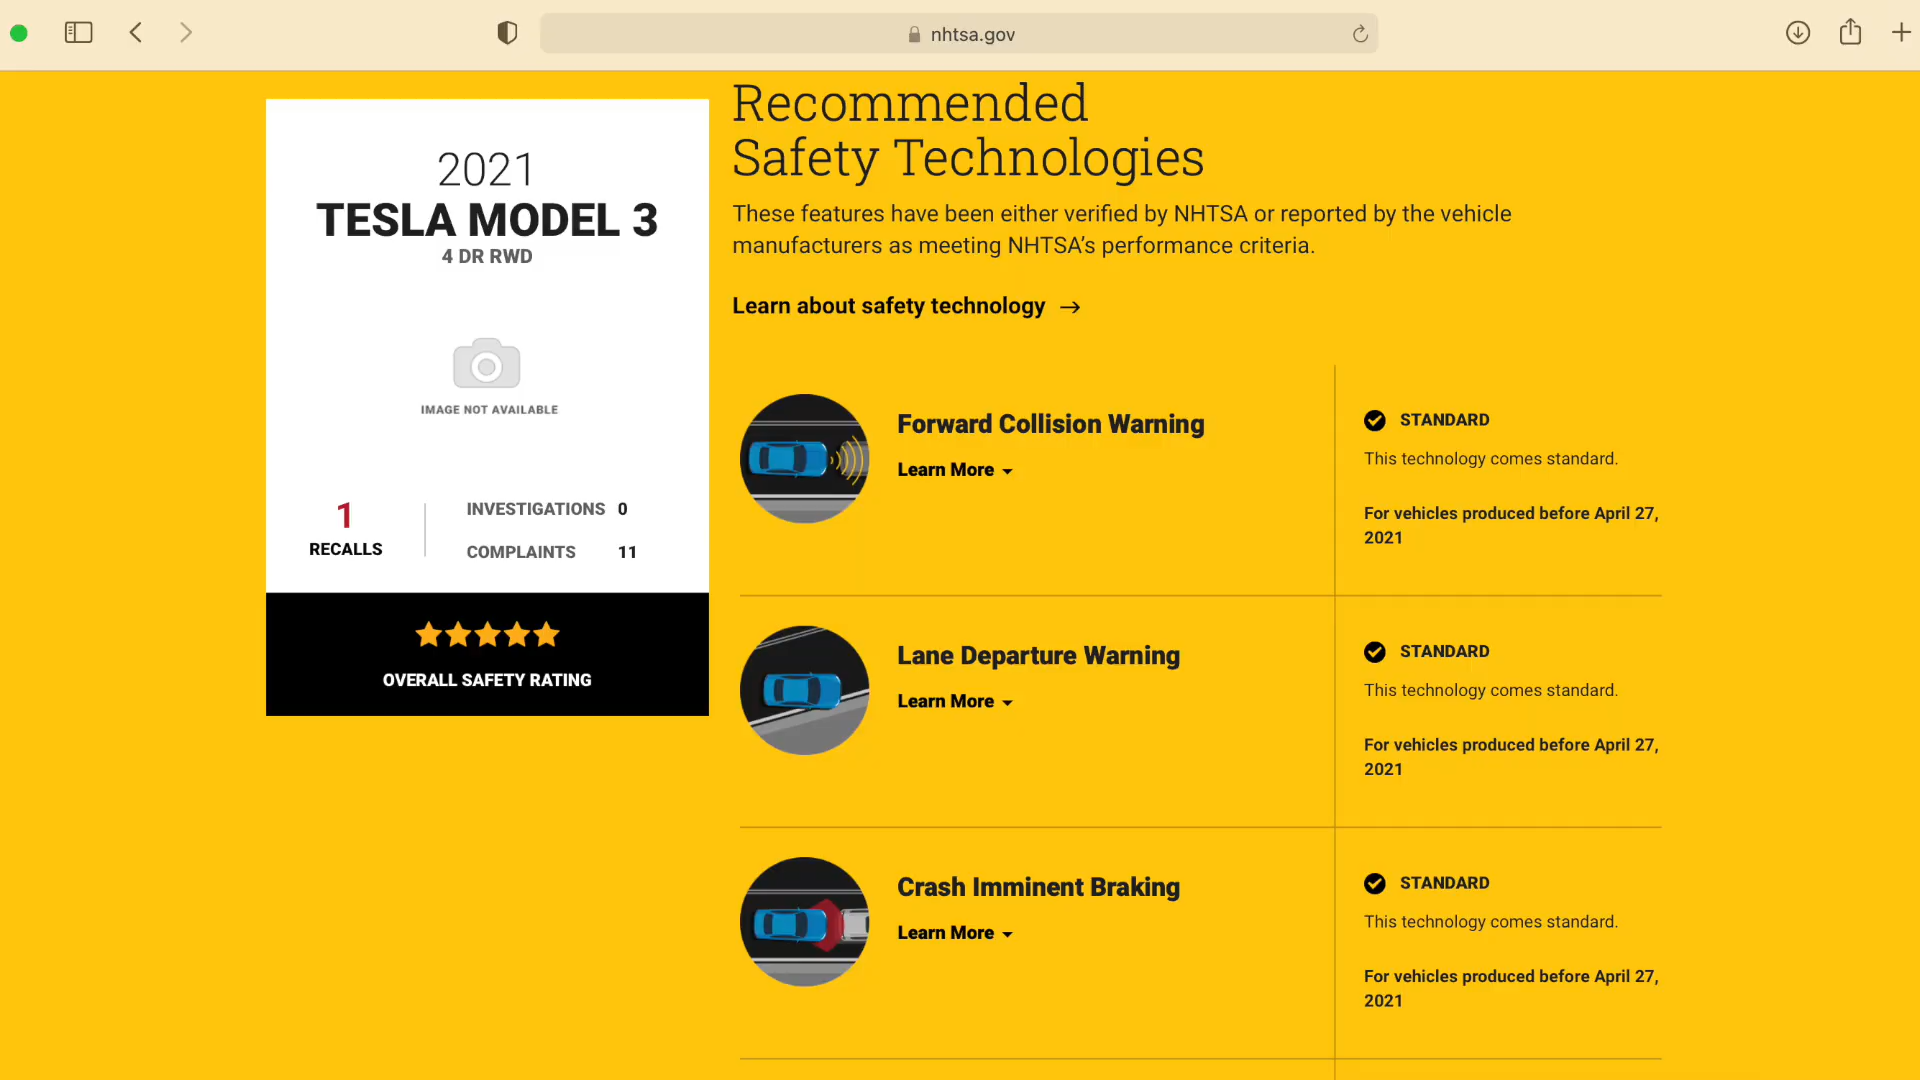 nhtsa.gov
2021
TESLA MODEL 3
4 DR RWD
IMAGE NOT AVAILABLE
1
RECALLS
INVESTIGATIONS 0
COMPLAINTS 11
OVERALL SAFETY RATING
Recommended
Safety Technologies
These features have been either verified by NHTSA or reported by the vehicle
manufacturers as meeting NHTSA’s performance criteria.
Learn about safety technology →
Forward Collision Warning
Learn More
STANDARD
This technology comes standard.
For vehicles produced before April 27,
2021
Lane Departure Warning
Learn More
STANDARD
This technology comes standard.
For vehicles produced before April 27,
2021
Crash Imminent Braking
Learn More
STANDARD
This technology comes standard.
For vehicles produced before April 27,
2021